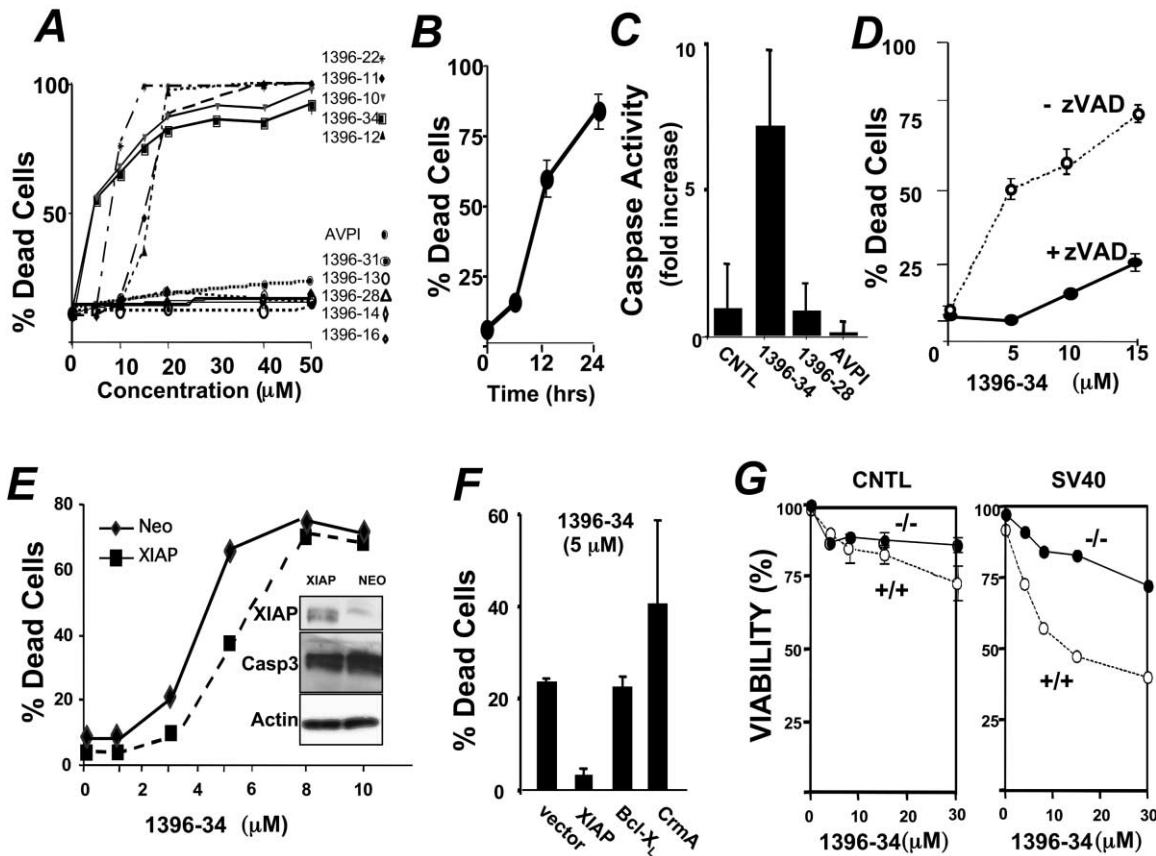 A
% Dead Cells
100
50
0
10
20
30
40
50
Concentration (μM)
1396-22
1396-11
1396-10
1396-34
1396-12
AVPI
1396-31
1396-13
1396-28
1396-14
1396-16
B
% Dead Cells
100
75
50
25
0
0
12
24
Time (hrs)
C
Caspase Activity
(fold increase)
10
5
0
CNTL
1396-34
1396-28
AVPI
D
% Dead Cells
100
75
50
25
0
5
10
15
- zVAD
+ zVAD
1396-34 (μM)
E
% Dead Cells
80
60
40
20
0
0
2
4
6
8
10
1396-34 (μM)
Neo
XIAP
XIAP NEO
XIAP
Casp3
Actin
F
% Dead Cells
60
40
20
0
1396-34
(5 μM)
vector
XIAP
Bcl-XL
CrmA
G
CNTL
SV40
VIABILITY (%)
100
75
50
25
-/-
+/+
0 10 20 30
1396-34(μM)
100
75
50
25
-/-
+/+
0 10 20 30
1396-34(μM)